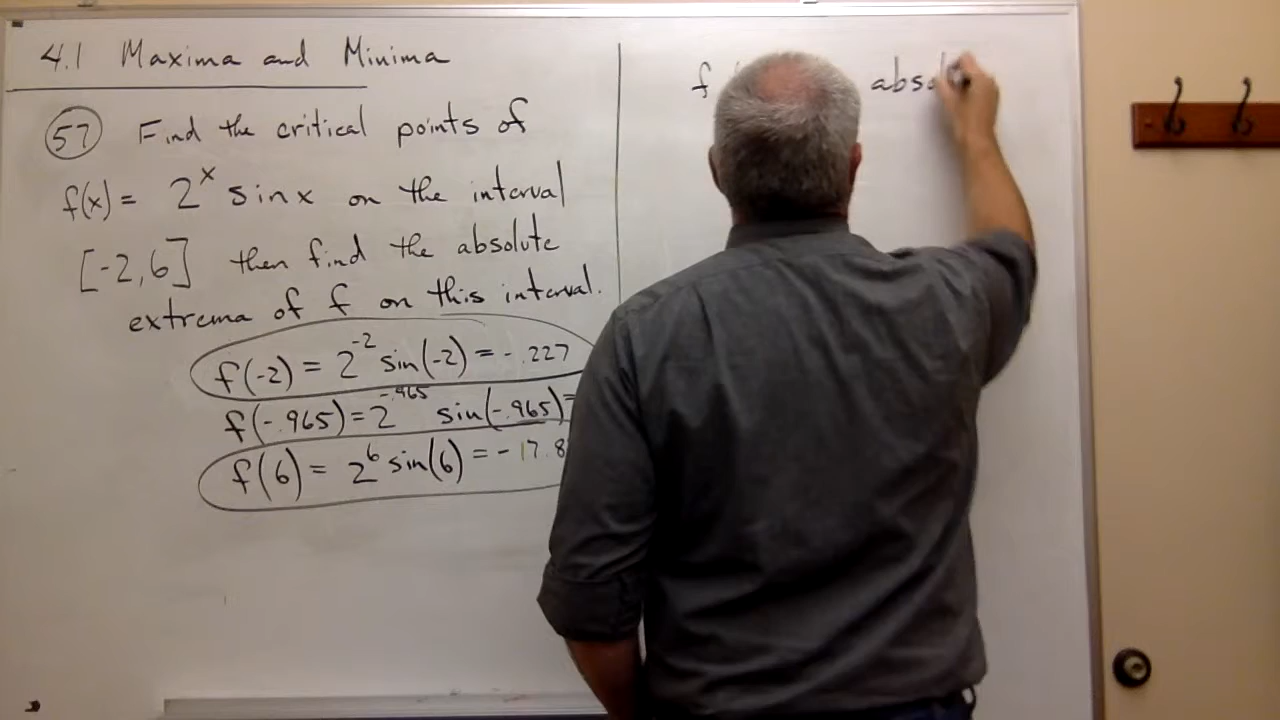 4.1 Maxima and Minima
57 Find the critical points of
f(x) = 2^x sin x on the interval
[-2,6] then find the absolute
extrema of f on this interval.
f(-2) = 2^-2 sin(-2) = -.227
f(-.965) = 2^-.965 sin(-.965) =
f(6) = 2^6 sin(6) = -17.8
f